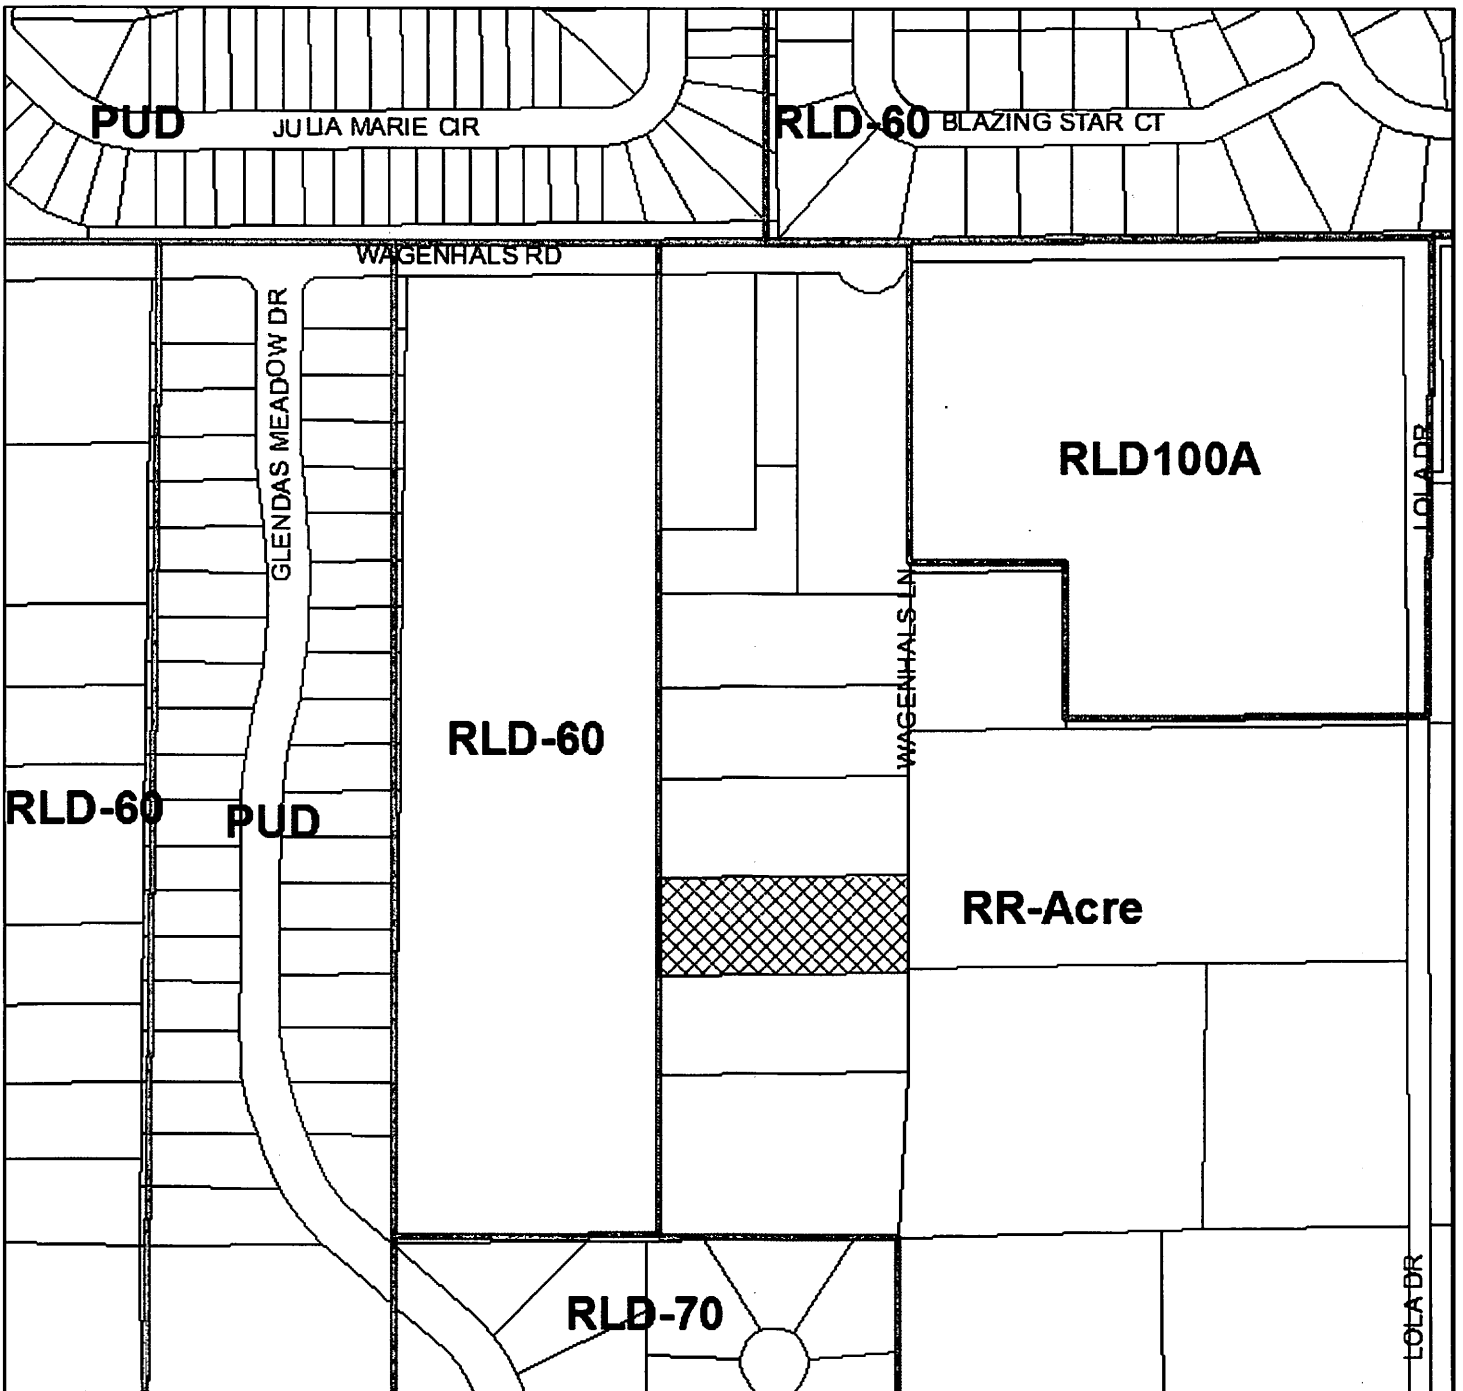 PUD
JULIA MARIE CIR
RLD-60
BLAZING STAR CT
WAGENHALS RD
GLENDAS MEADOW DR
RLD100A
LOLA DR
WAGENHALS LN
RLD-60
RLD-60
PUD
RR-Acre
RLD-70
LOLA DR